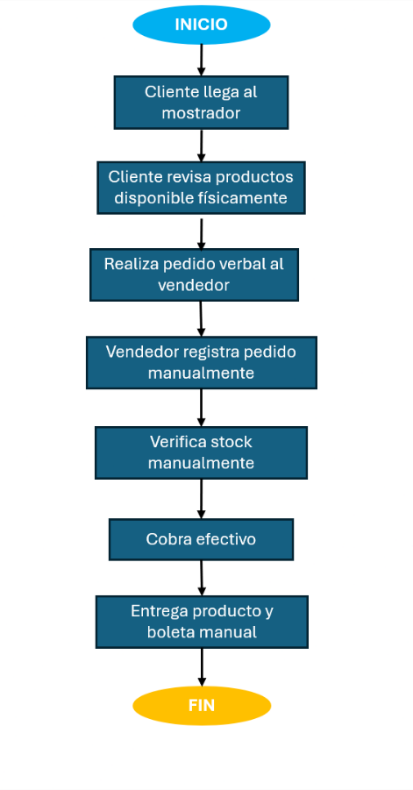 INICIO
Cliente llega al
mostrador
Cliente revisa productos
disponible físicamente
Realiza pedido verbal al
vendedor
Vendedor registra pedido
manualmente
Verifica stock
manualmente
Cobra efectivo
Entrega producto y
boleta manual
FIN